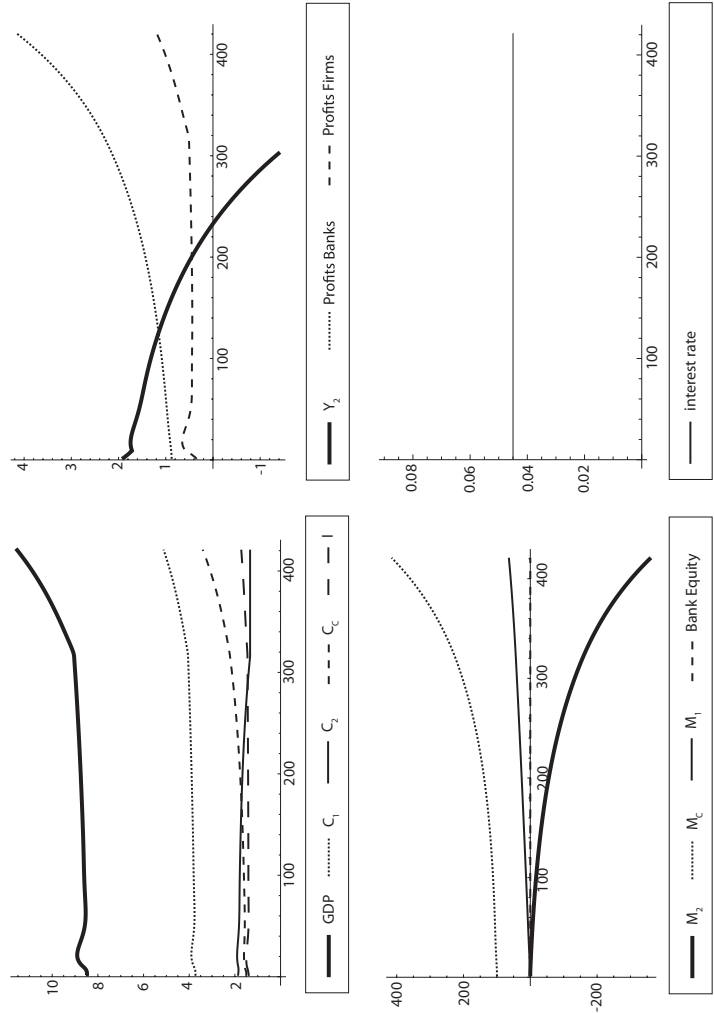 10
8
6
4
2
100 200 300 400
GDP C₁ C₂ C_C I
4
3
2
1
-1
100 200 300 400
Y₂ Profits Banks Profits Firms
400
200
-200
100 200 300 400
M₂ M_C M₁ Bank Equity
0.08
0.06
0.04
0.02
100 200 300 400
interest rate